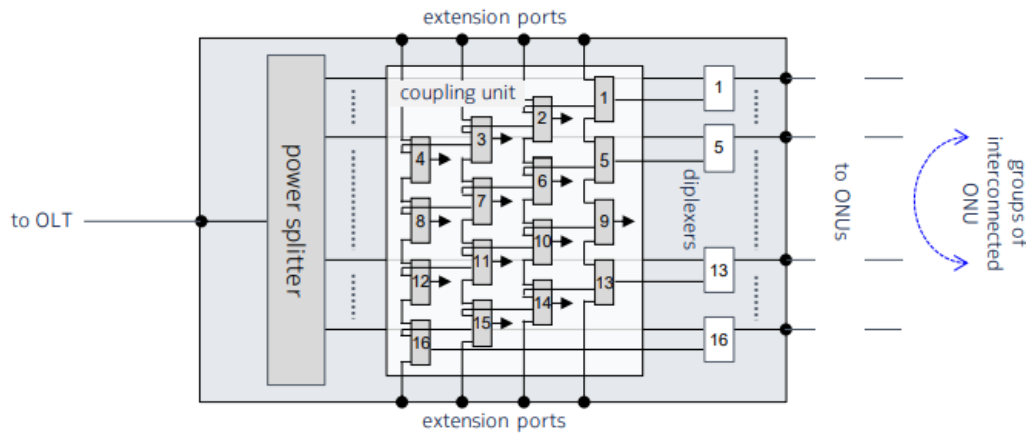 extension ports
coupling unit
1
2
3
4
5
6
7
8
9
10
11
12
13
14
15
16
1
5
13
16
power splitter
diplexers
to OLT
to ONUs
groups of
interconnected
ONU
extension ports